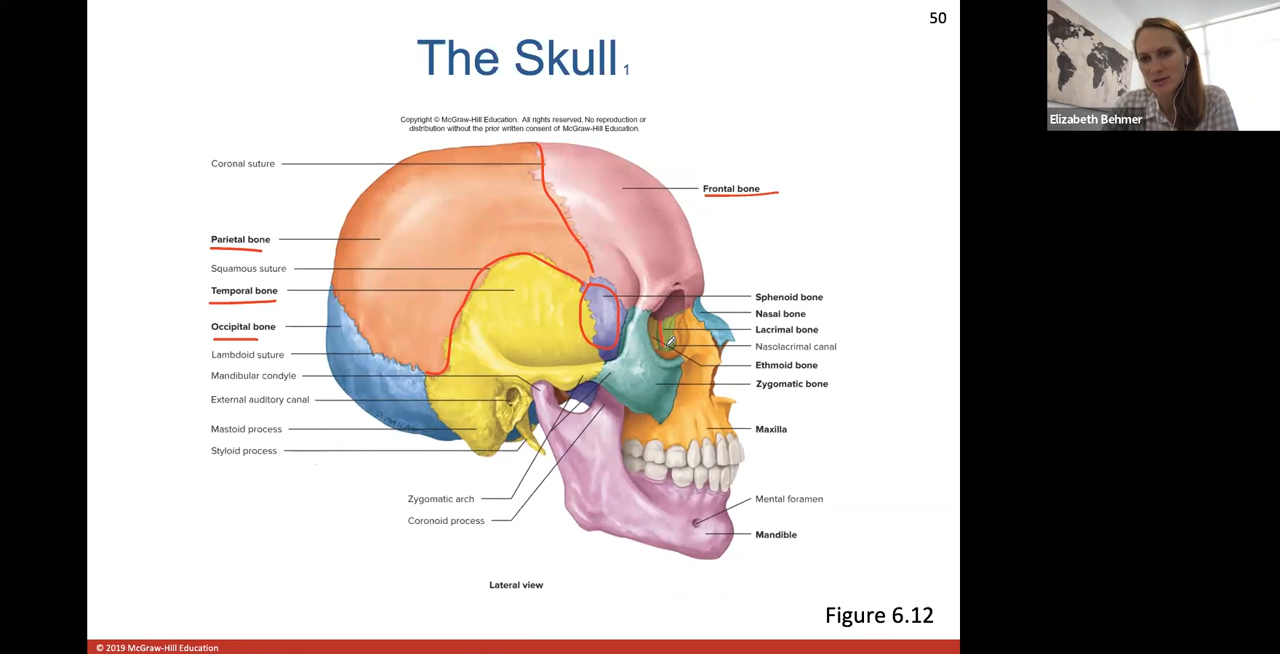 50
The Skull 1
Copyright © McGraw-Hill Education. All rights reserved. No reproduction or
distribution without the prior written consent of McGraw-Hill Education.
Elizabeth Behmer
Coronal suture
Parietal bone
Squamous suture
Temporal bone
Occipital bone
Lambdoid suture
Mandibular condyle
External auditory canal
Mastoid process
Styloid process
Zygomatic arch
Coronoid process
Frontal bone
Sphenoid bone
Nasal bone
Lacrimal bone
Nasolacrimal canal
Ethmoid bone
Zygomatic bone
Maxilla
Mental foramen
Mandible
Lateral view
Figure 6.12
© 2019 McGraw-Hill Education